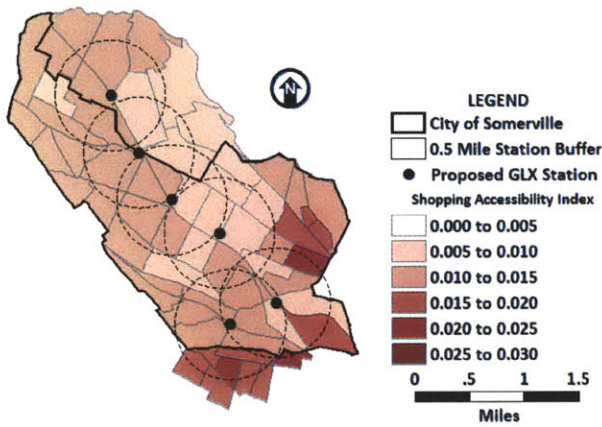 N
LEGEND
City of Somerville
0.5 Mile Station Buffer
Proposed GLX Station
Shopping Accessibility Index
0.000 to 0.005
0.005 to 0.010
0.010 to 0.015
0.015 to 0.020
0.020 to 0.025
0.025 to 0.030
0 .5 1 1.5
Miles